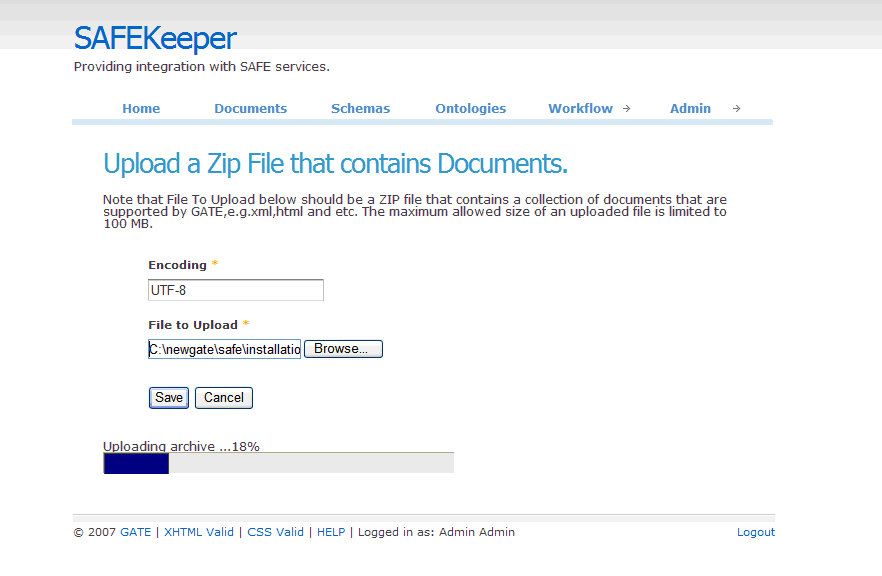 SAFEKeeper
Providing integration with SAFE services.
Home Documents Schemas Ontologies Workflow Admin
Upload a Zip File that contains Documents.
Note that File To Upload below should be a ZIP file that contains a collection of documents that are
supported by GATE,e.g.xml,html and etc. The maximum allowed size of an uploaded file is limited to
100 MB.
Encoding *
UTF-8
File to Upload *
C:\newgate\safe\installatio Browse...
Save Cancel
Uploading archive ...18%
© 2007 GATE | XHTML Valid | CSS Valid | HELP | Logged in as: Admin Admin Logout